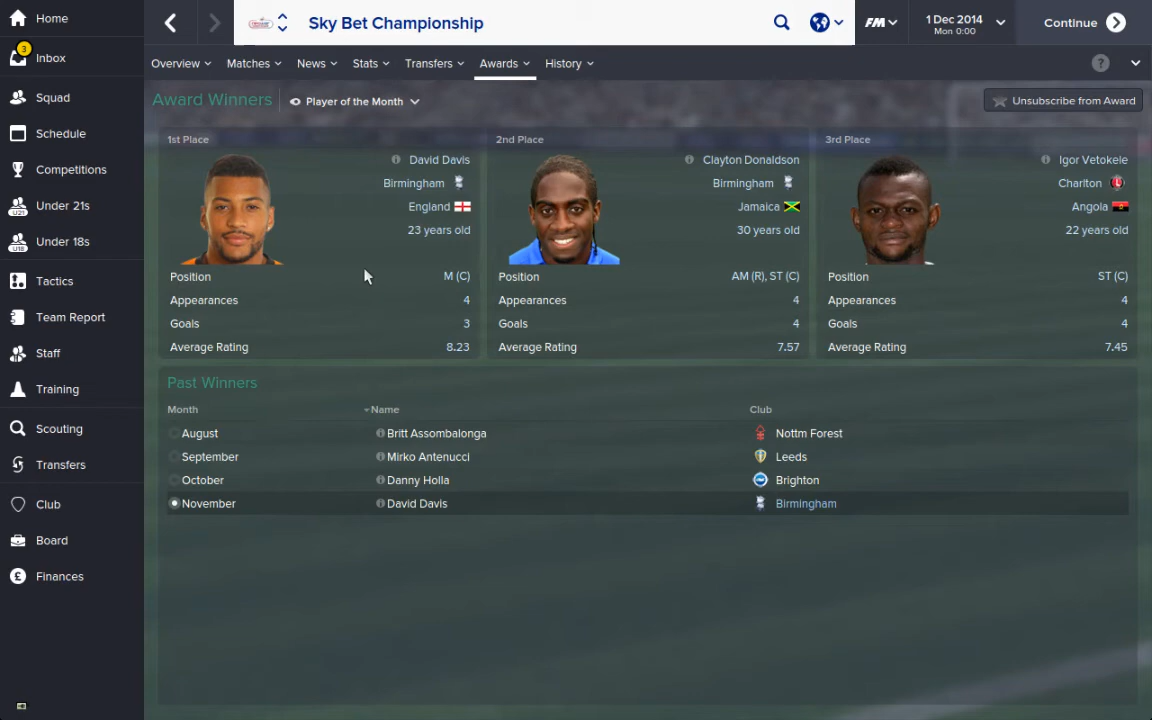 Home
3
Inbox
Squad
Schedule
Competitions
U21
Under 21s
U18
Under 18s
Tactics
Team Report
Staff
Training
Scouting
Transfers
Club
Board
£
Finances
Sky Bet Championship
FM
1 Dec 2014
Mon 0:00
Continue
Overview
Matches
News
Stats
Transfers
Awards
History
?
Award Winners
Player of the Month
Unsubscribe from Award
1st Place
David Davis
Birmingham
England
23 years old
Position M (C)
Appearances 4
Goals 3
Average Rating 8.23
2nd Place
Clayton Donaldson
Birmingham
Jamaica
30 years old
Position AM (R), ST (C)
Appearances 4
Goals 4
Average Rating 7.57
3rd Place
Igor Vetokele
Charlton
Angola
22 years old
Position ST (C)
Appearances 4
Goals 4
Average Rating 7.45
Past Winners
Month Name Club
August Britt Assombalonga Nottm Forest
September Mirko Antenucci Leeds
October Danny Holla Brighton
November David Davis Birmingham